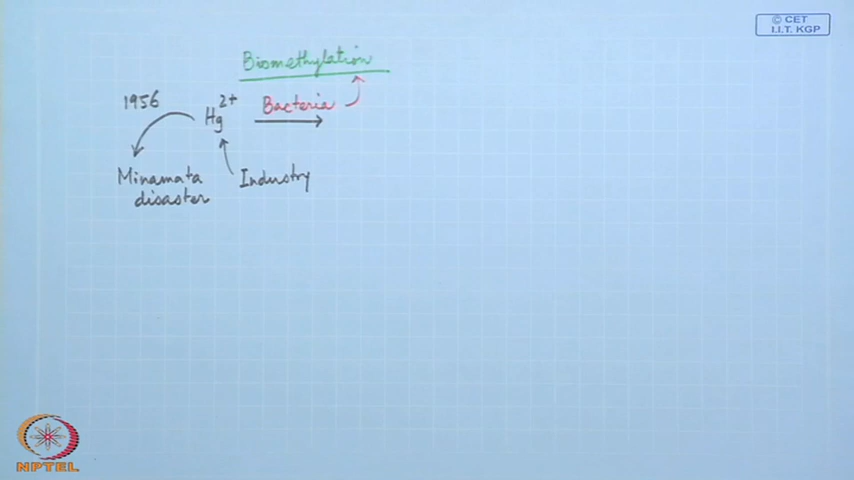 © CET
I.I.T. KGP
Biomethylation
1956
Hg2+
Bacteria
Minamata
disaster
Industry
NPTEL